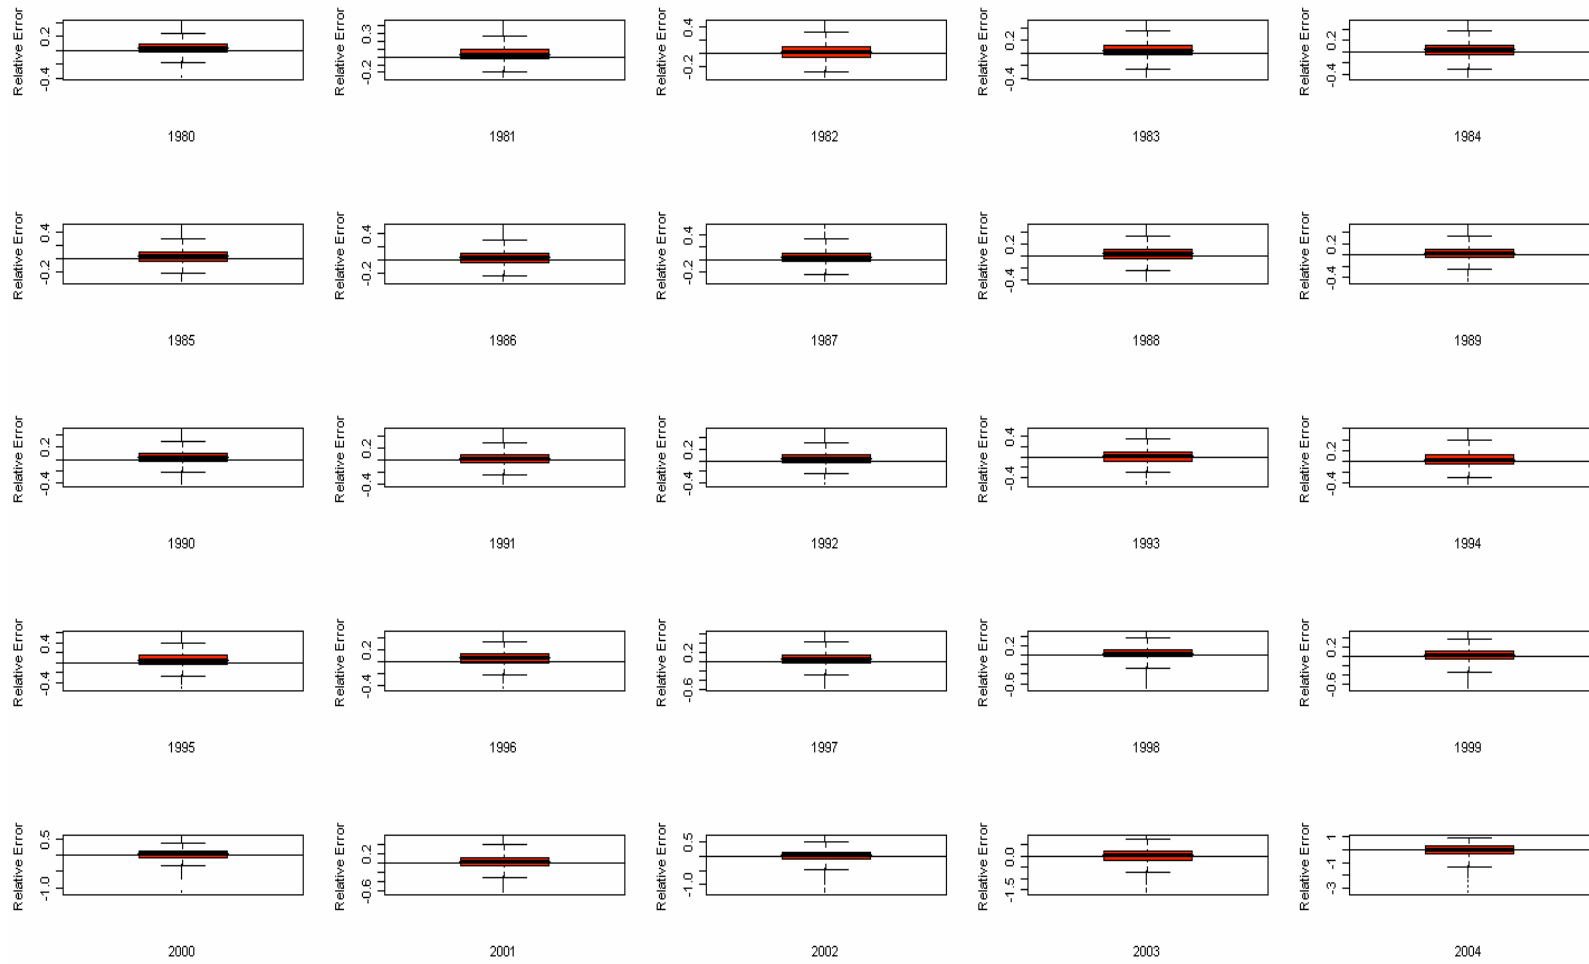 Relative Error -0.4 0.2 Relative Error -0.2 0.3 Relative Error -0.2 0.4 Relative Error -0.4 0.2 Relative Error -0.4 0.2
1980 1981 1982 1983 1984
Relative Error -0.2 0.4 Relative Error -0.2 0.4 Relative Error -0.2 0.4 Relative Error -0.4 0.2 Relative Error -0.4 0.2
1985 1986 1987 1988 1989
Relative Error -0.4 0.2 Relative Error -0.4 0.2 Relative Error -0.4 0.2 Relative Error -0.4 0.4 Relative Error -0.4 0.2
1990 1991 1992 1993 1994
Relative Error -0.4 0.4 Relative Error -0.4 0.2 Relative Error -0.6 0.2 Relative Error -0.6 0.2 Relative Error -0.6 0.2
1995 1996 1997 1998 1999
Relative Error -1.0 0.5 Relative Error -0.6 0.2 Relative Error -1.0 0.5 Relative Error -1.5 0.0 Relative Error -3 -1 1
2000 2001 2002 2003 2004